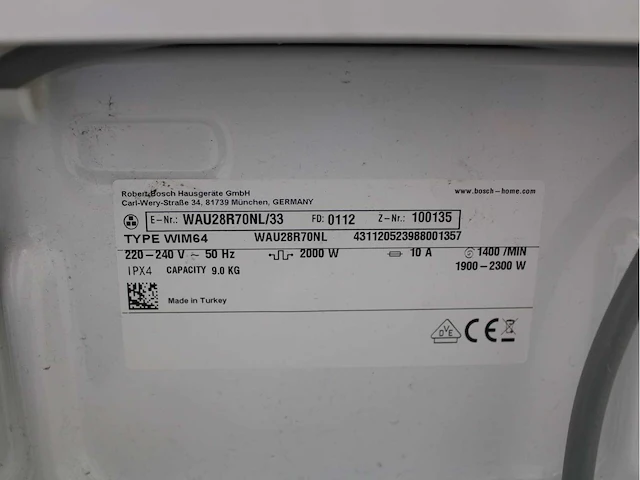 Robert Bosch Hausgeräte GmbH
Carl-Wery-Straße 34, 81739 München, GERMANY
www.bosch-home.com
E-Nr.: WAU28R70NL/33 FD: 0112 Z-Nr.: 100135
TYPE WIM64 WAU28R70NL 431120523988001357
220-240 V ~ 50 Hz 2000 W 10 A 1400 /MIN
IPX4 CAPACITY 9.0 KG 1900-2300 W
Made in Turkey
DVE CE